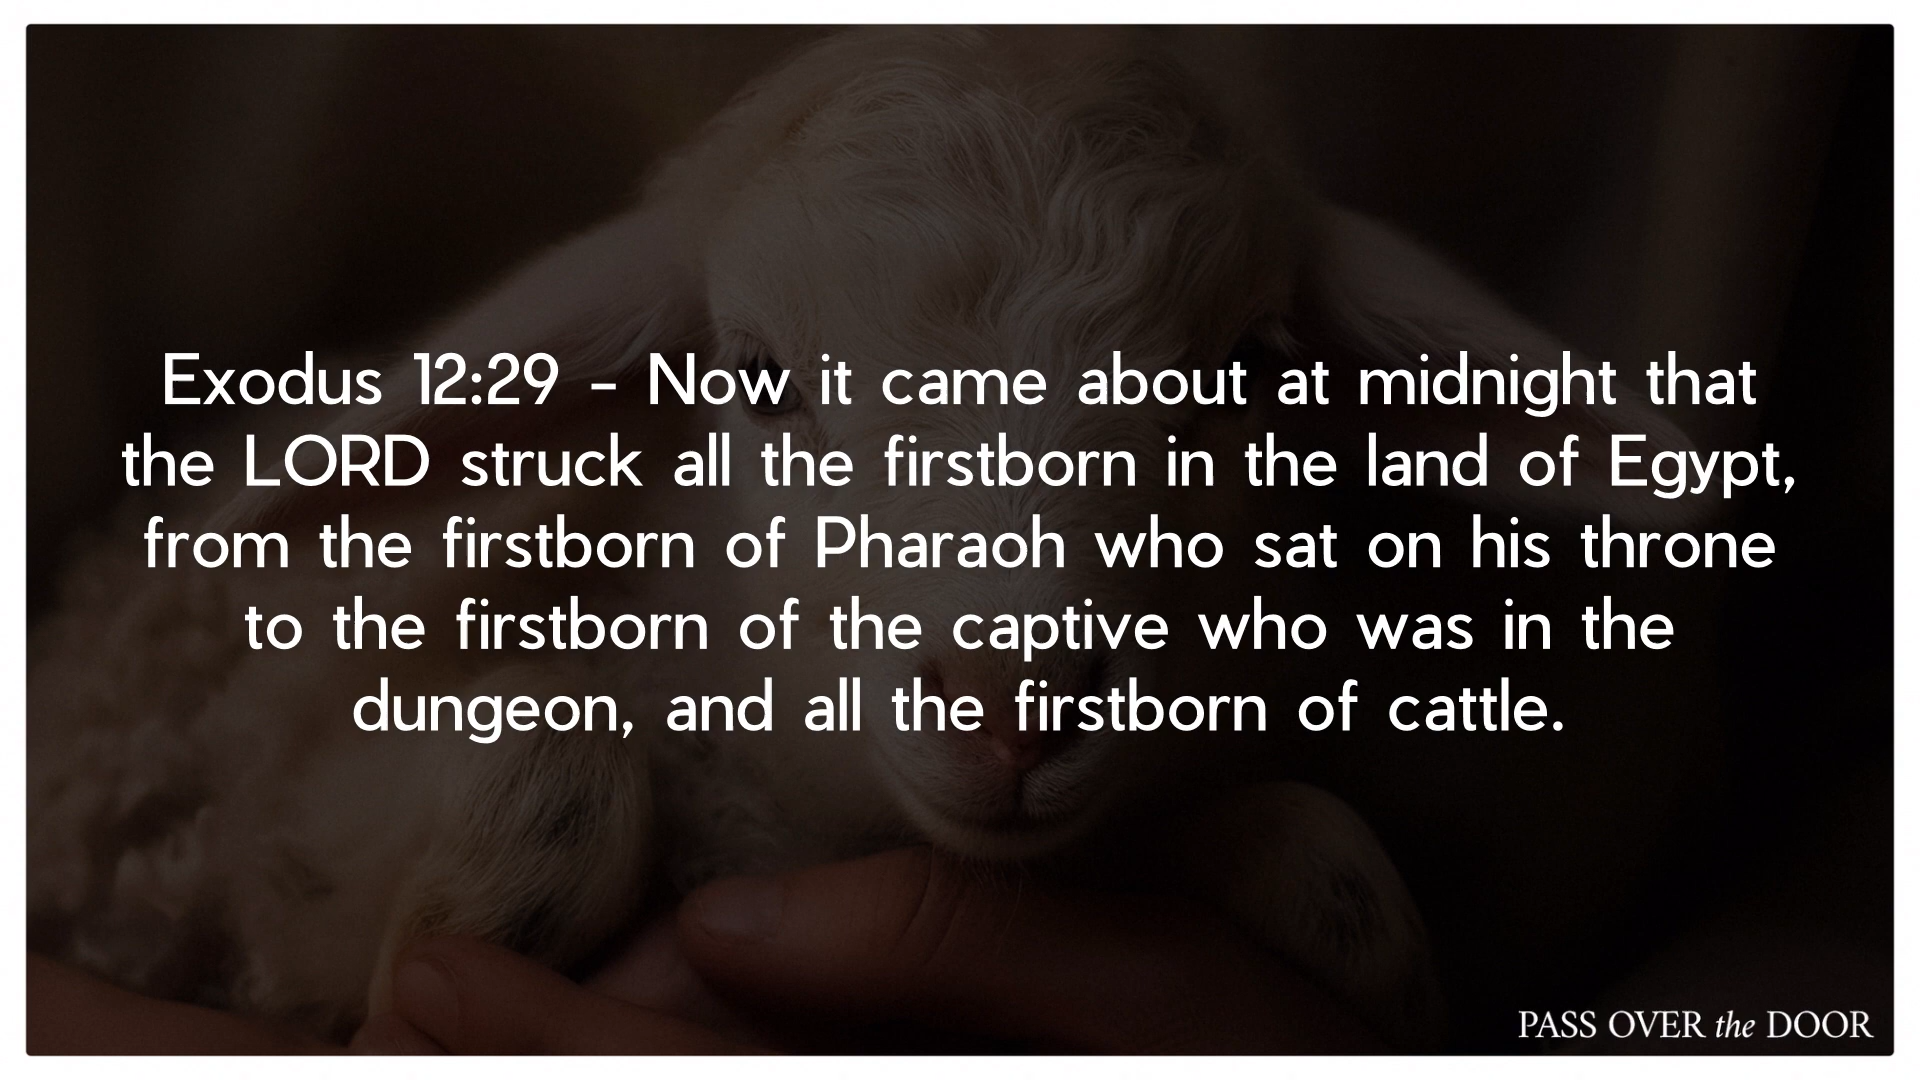 Exodus 12:29 - Now it came about at midnight that
the LORD struck all the firstborn in the land of Egypt,
from the firstborn of Pharaoh who sat on his throne
to the firstborn of the captive who was in the
dungeon, and all the firstborn of cattle.
PASS OVER the DOOR